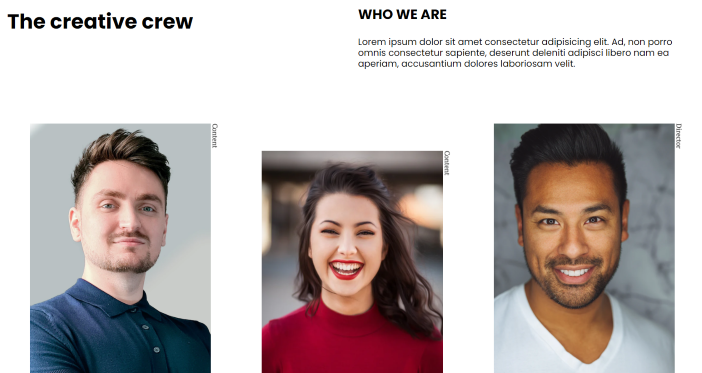 The creative crew
WHO WE ARE
Lorem ipsum dolor sit amet consectetur adipisicing elit. Ad, non porro
omnis consectetur sapiente, deserunt deleniti adipisci libero nam ea
aperiam, accusantium dolores laboriosam velit.
Content
Content
Director